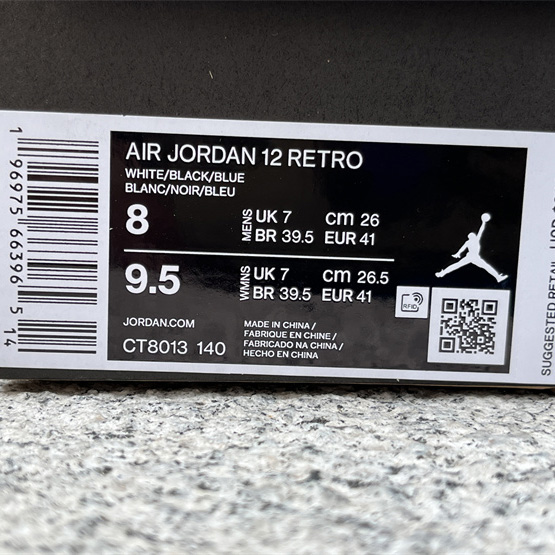 AIR JORDAN 12 RETRO
WHITE/BLACK/BLUE
BLANC/NOIR/BLEU
8 MENS UK 7 cm 26
BR 39.5 EUR 41
9.5 WMNS UK 7 cm 26.5
BR 39.5 EUR 41
RFID
JORDAN.COM
CT8013 140
MADE IN CHINA /
FABRIQUE EN CHINE /
FABRICADO NA CHINA /
HECHO EN CHINA
1 96975 66396 5 14
SUGGESTED RETAIL